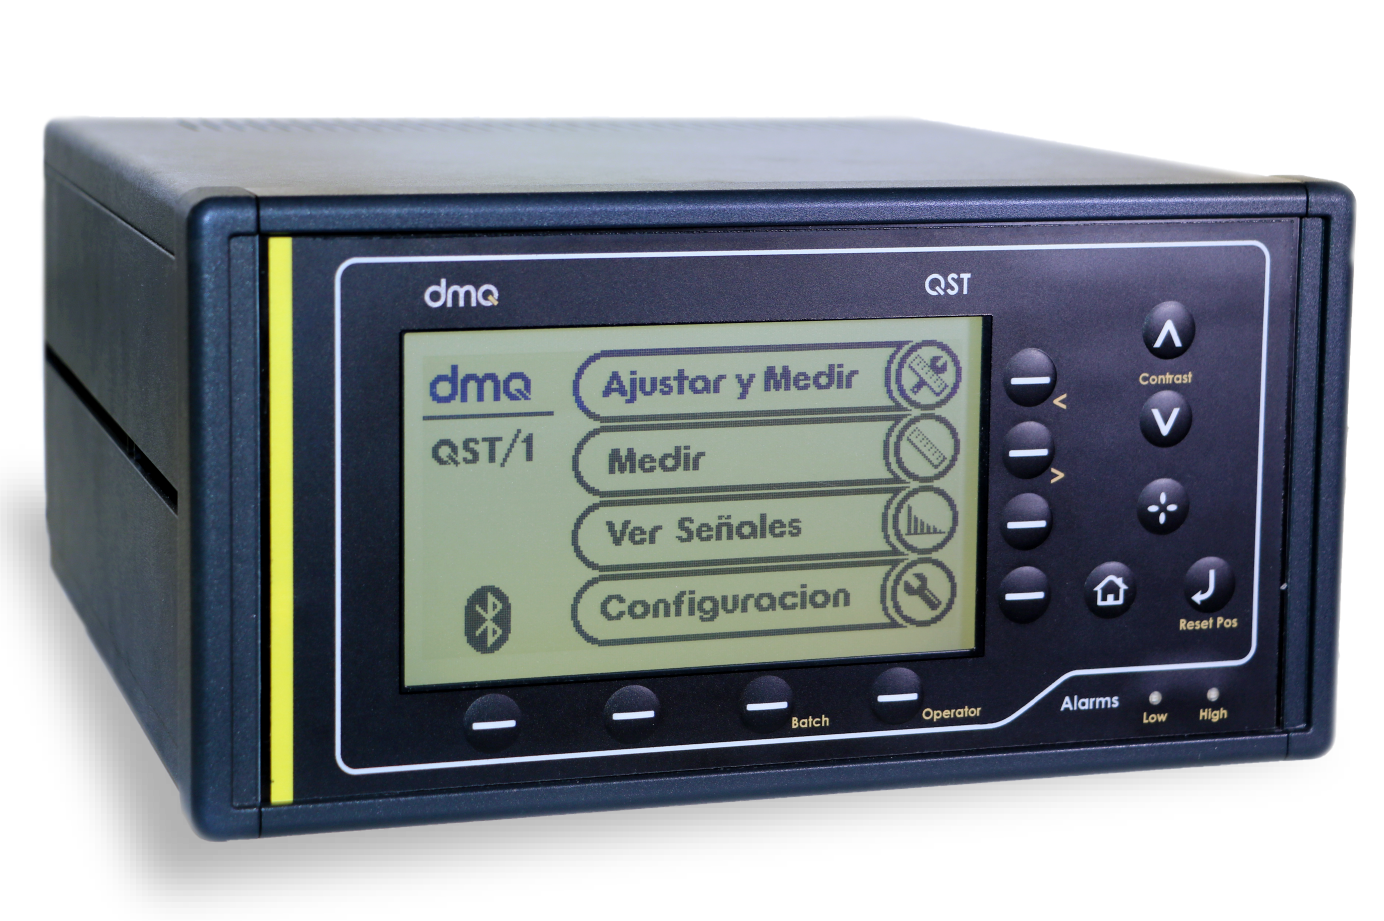 dmq
QST
dmq
QST/1
Ajustar y Medir
Medir
Ver Señales
Configuracion
<
>
Contrast
Reset Pos
Batch
Operator
Alarms
Low
High